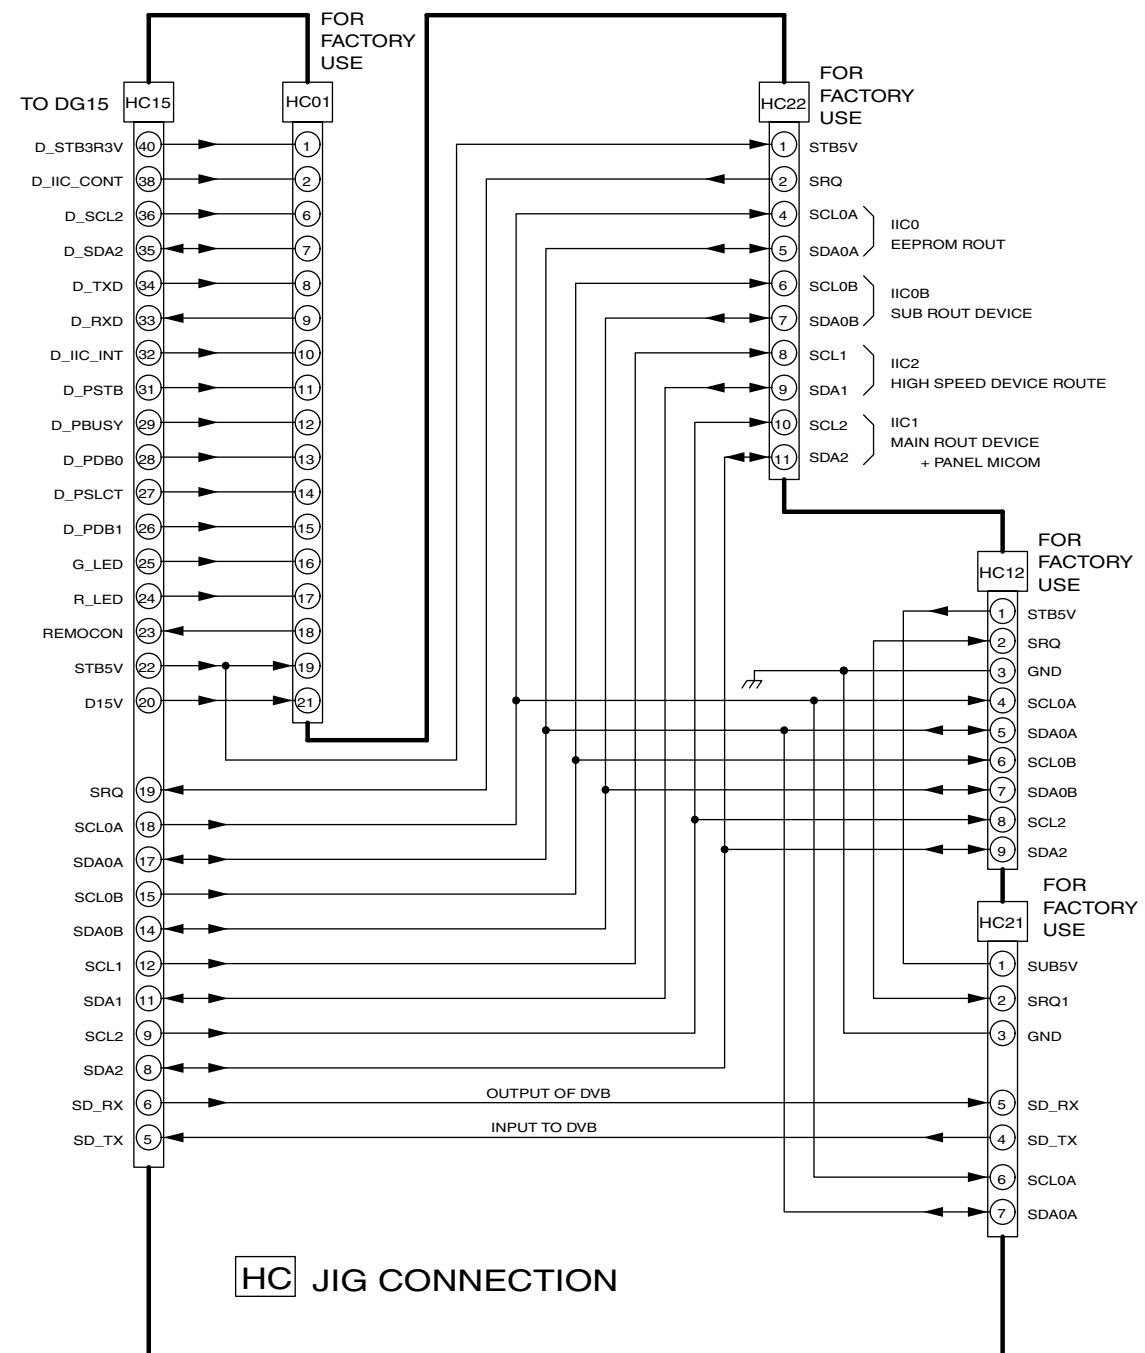 FOR
FACTORY
USE
TO DG15
HC15
HC01
D_STB3R3V 40 1
D_IIC_CONT 38 2
D_SCL2 36 6
D_SDA2 35 7
D_TXD 34 8
D_RXD 33 9
D_IIC_INT 32 10
D_PSTB 31 11
D_PBUSY 29 12
D_PDB0 28 13
D_PSLCT 27 14
D_PDB1 26 15
G_LED 25 16
R_LED 24 17
REMOCON 23 18
STB5V 22 19
D15V 20 21
SRQ 19
SCL0A 18
SDA0A 17
SCL0B 15
SDA0B 14
SCL1 12
SDA1 11
SCL2 9
SDA2 8
SD_RX 6
SD_TX 5
OUTPUT OF DVB
INPUT TO DVB
HC22
FOR
FACTORY
USE
1 STB5V
2 SRQ
4 SCL0A
5 SDA0A
IIC0
EEPROM ROUT
6 SCL0B
7 SDA0B
IIC0B
SUB ROUT DEVICE
8 SCL1
9 SDA1
IIC2
HIGH SPEED DEVICE ROUTE
10 SCL2
11 SDA2
IIC1
MAIN ROUT DEVICE
+ PANEL MICOM
HC12
FOR
FACTORY
USE
1 STB5V
2 SRQ
3 GND
4 SCL0A
5 SDA0A
6 SCL0B
7 SDA0B
8 SCL2
9 SDA2
HC21
FOR
FACTORY
USE
1 SUB5V
2 SRQ1
3 GND
5 SD_RX
4 SD_TX
6 SCL0A
7 SDA0A
HC JIG CONNECTION